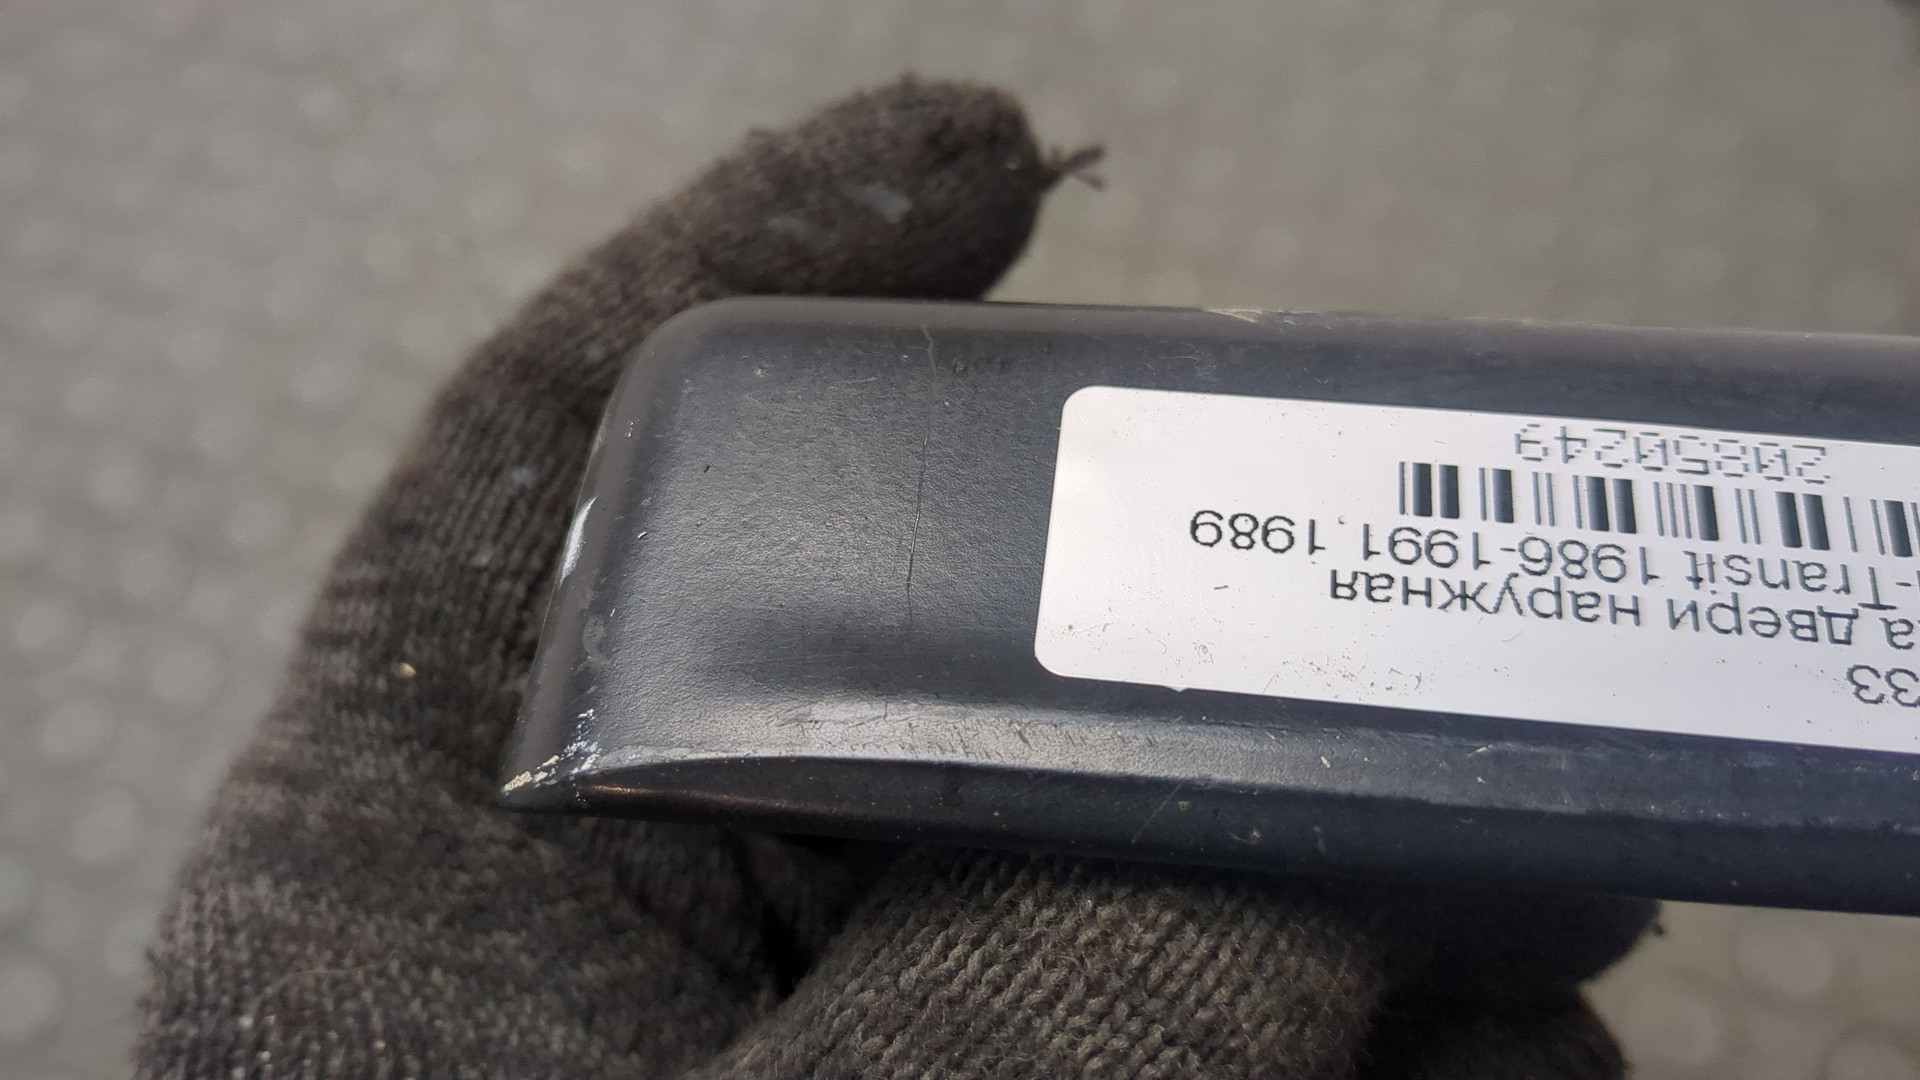 33
а двери наружная
-Transit 1986-1991 1989
20850249